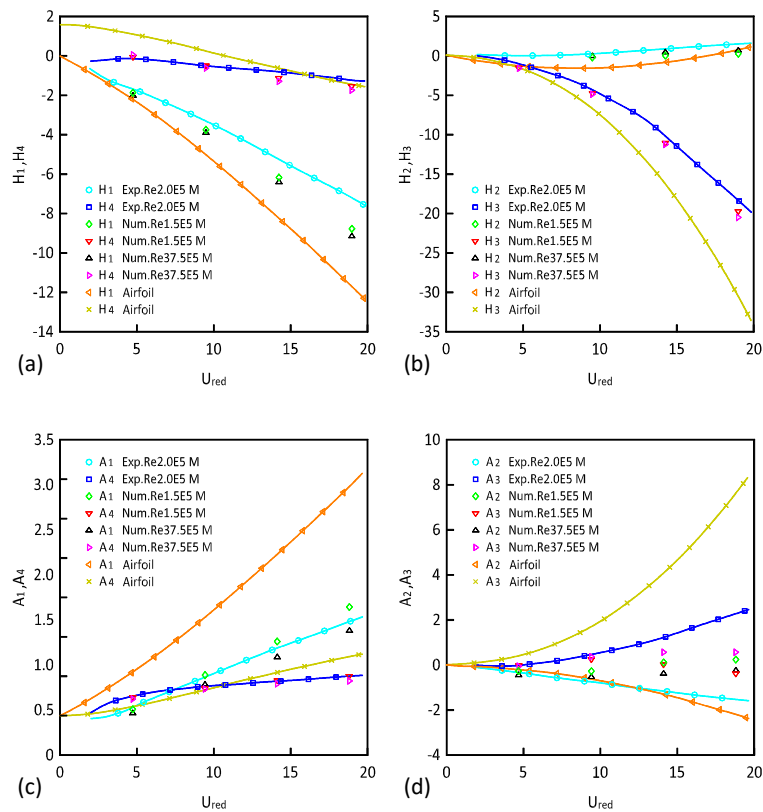 2
0
-2
-4
-6
-8
-10
-12
-14
H1,H4
H1 Exp.Re2.0E5 M
H4 Exp.Re2.0E5 M
H1 Num.Re1.5E5 M
H4 Num.Re1.5E5 M
H1 Num.Re37.5E5 M
H4 Num.Re37.5E5 M
H1 Airfoil
H4 Airfoil
0 5 10 15 20
(a)
Ured
10
5
0
-5
-10
-15
-20
-25
-30
-35
H2,H3
H2 Exp.Re2.0E5 M
H3 Exp.Re2.0E5 M
H2 Num.Re1.5E5 M
H3 Num.Re1.5E5 M
H2 Num.Re37.5E5 M
H3 Num.Re37.5E5 M
H2 Airfoil
H3 Airfoil
0 5 10 15 20
(b)
Ured
3.5
3.0
2.5
2.0
1.5
1.0
0.5
0
A1,A4
A1 Exp.Re2.0E5 M
A4 Exp.Re2.0E5 M
A1 Num.Re1.5E5 M
A4 Num.Re1.5E5 M
A1 Num.Re37.5E5 M
A4 Num.Re37.5E5 M
A1 Airfoil
A4 Airfoil
0 5 10 15 20
(c)
Ured
10
8
6
4
2
0
-2
-4
A2,A3
A2 Exp.Re2.0E5 M
A3 Exp.Re2.0E5 M
A2 Num.Re1.5E5 M
A3 Num.Re1.5E5 M
A2 Num.Re37.5E5 M
A3 Num.Re37.5E5 M
A2 Airfoil
A3 Airfoil
0 5 10 15 20
(d)
Ured